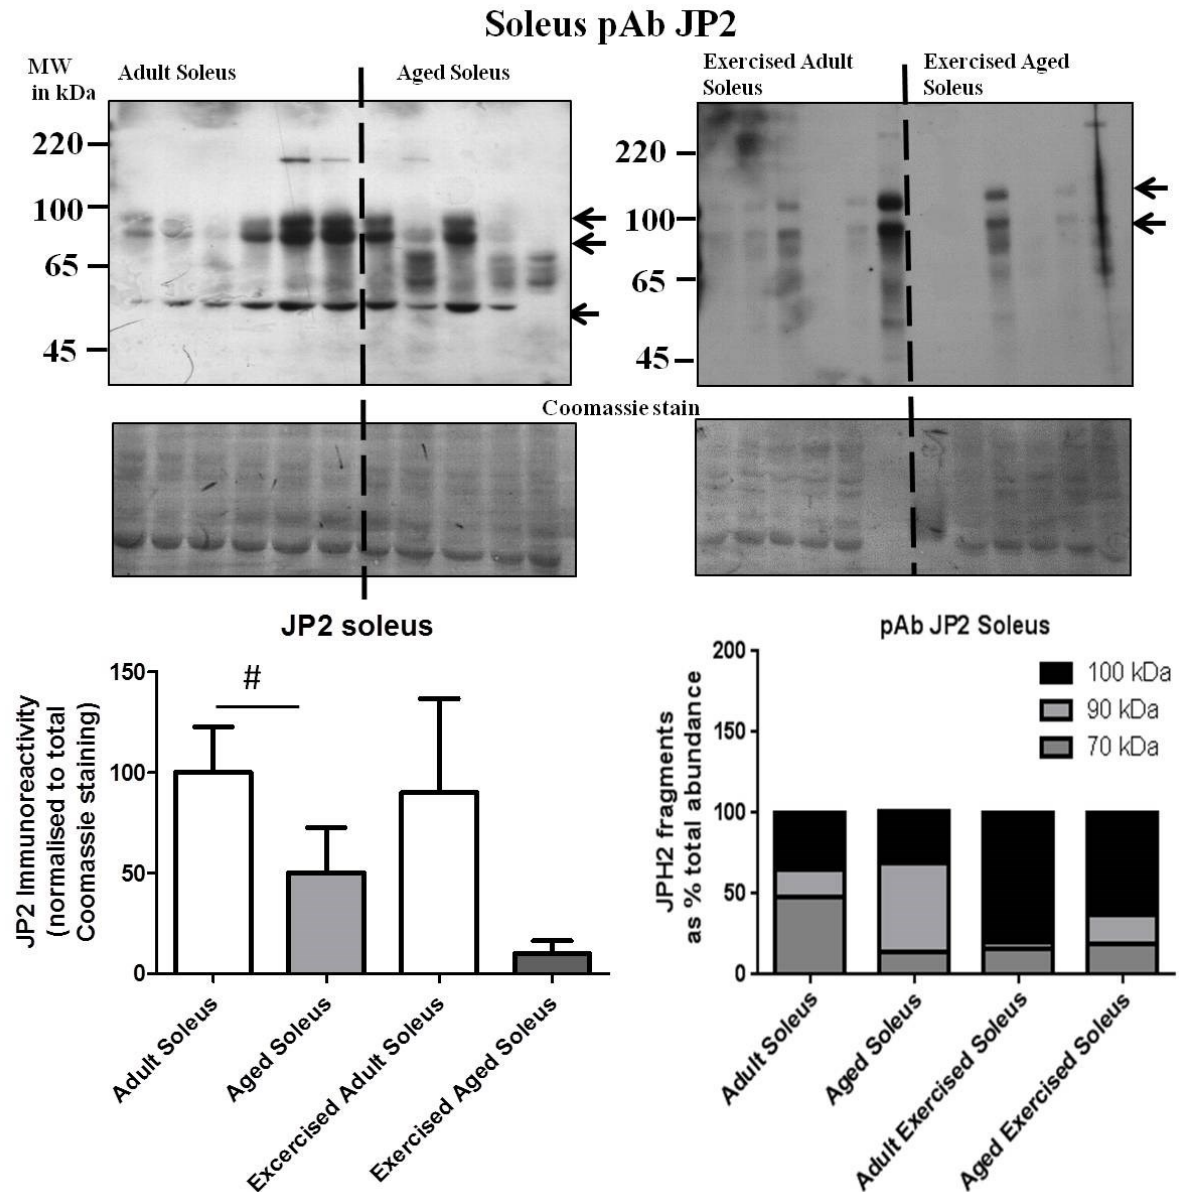 Soleus pAb JP2
MW
in kDa
Adult Soleus
Aged Soleus
220
100
65
45
Exercised Adult
Soleus
Exercised Aged
Soleus
220
100
65
45
Coomassie stain
JP2 soleus
JP2 Immunoreactivity
(normalised to total
Coomassie staining)
150
100
50
0
#
Adult Soleus
Aged Soleus
Excercised Adult Soleus
Exercised Aged Soleus
pAb JP2 Soleus
JPH2 fragments
as % total abundance
200
150
100
50
0
100 kDa
90 kDa
70 kDa
Adult Soleus
Aged Soleus
Adult Exercised Soleus
Aged Exercised Soleus